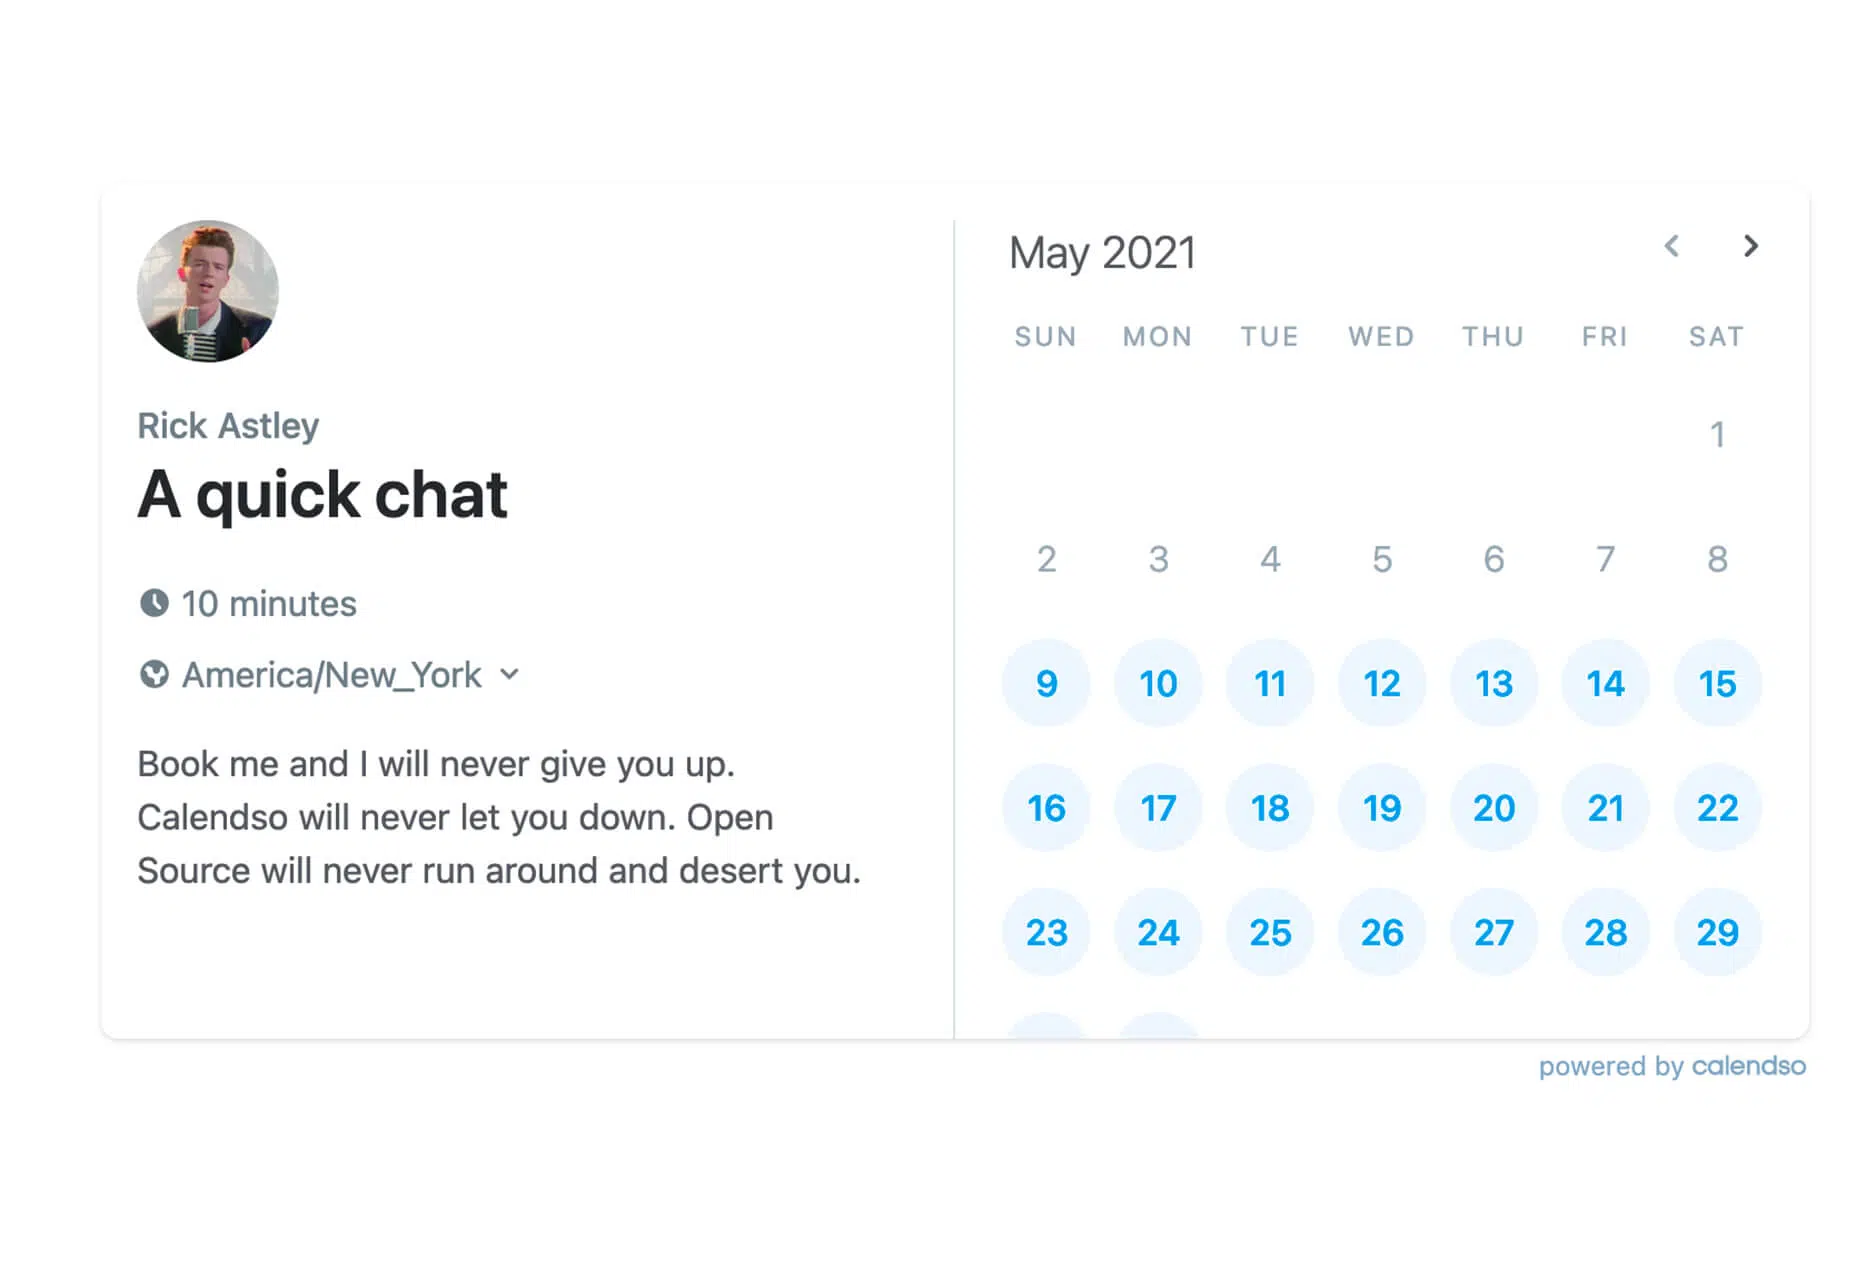 Rick Astley
A quick chat
10 minutes
America/New_York
Book me and I will never give you up.
Calendso will never let you down. Open
Source will never run around and desert you.
May 2021
SUN MON TUE WED THU FRI SAT
1
2 3 4 5 6 7 8
9 10 11 12 13 14 15
16 17 18 19 20 21 22
23 24 25 26 27 28 29
powered by calendso